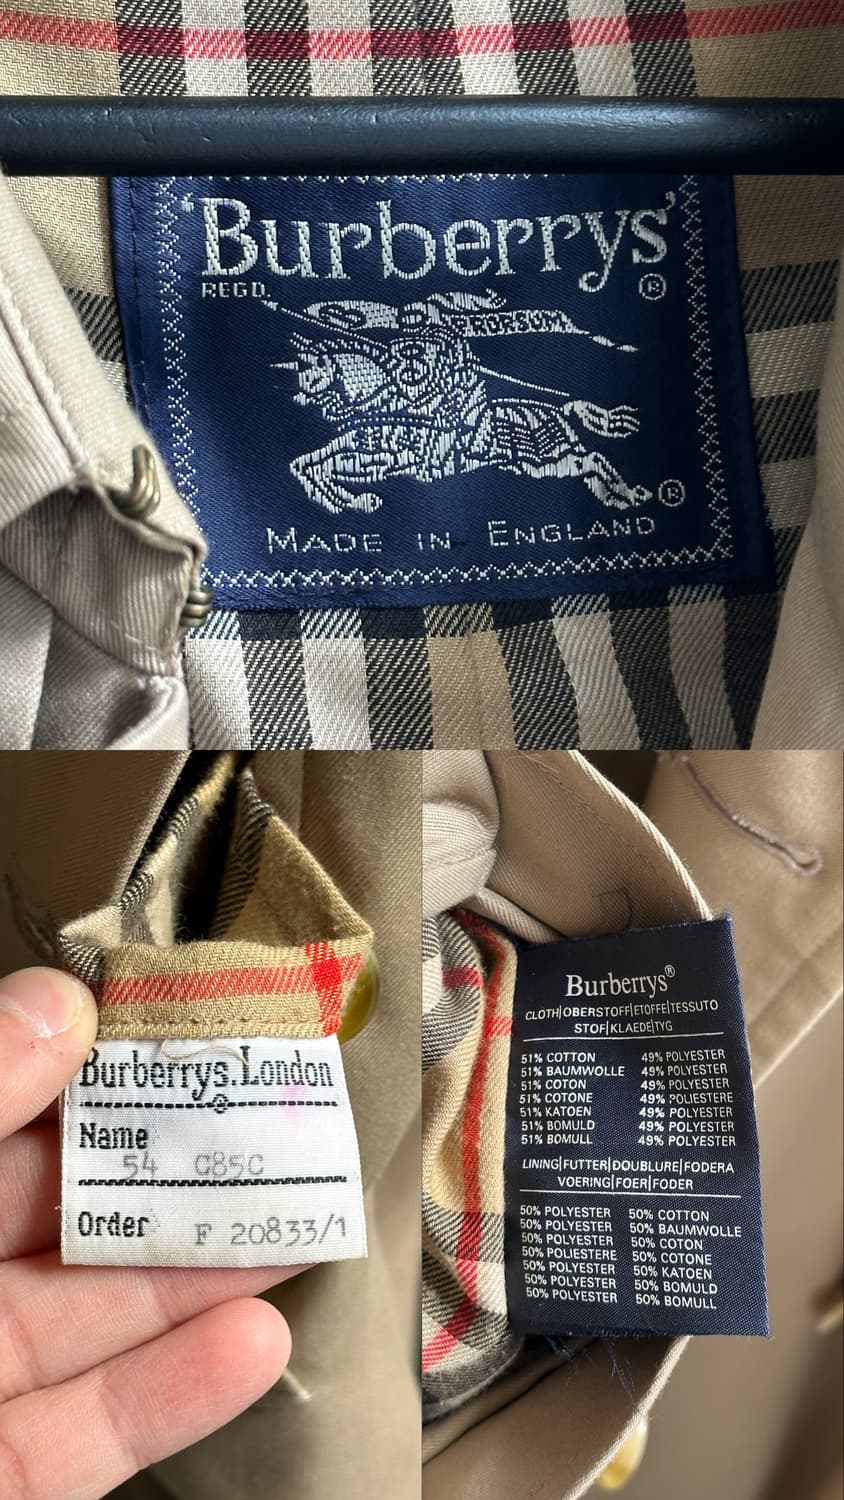 'Burberrys'
REGD. ®
PRORSUM
®
MADE IN ENGLAND
Burberrys.London
Name
54 C85C
Order F 20833/1
Burberrys®
CLOTH|OBERSTOFF|ETOFFE|TESSUTO
STOF|KLAEDE|TYG
51% COTTON 49% POLYESTER
51% BAUMWOLLE 49% POLYESTER
51% COTON 49% POLYESTER
51% COTONE 49% POLIESTERE
51% KATOEN 49% POLYESTER
51% BOMULD 49% POLYESTER
51% BOMULL 49% POLYESTER
LINING|FUTTER|DOUBLURE|FODERA
VOERING|FOER|FODER
50% POLYESTER 50% COTTON
50% POLYESTER 50% BAUMWOLLE
50% POLYESTER 50% COTON
50% POLIESTERE 50% COTONE
50% POLYESTER 50% KATOEN
50% POLYESTER 50% BOMULD
50% POLYESTER 50% BOMULL